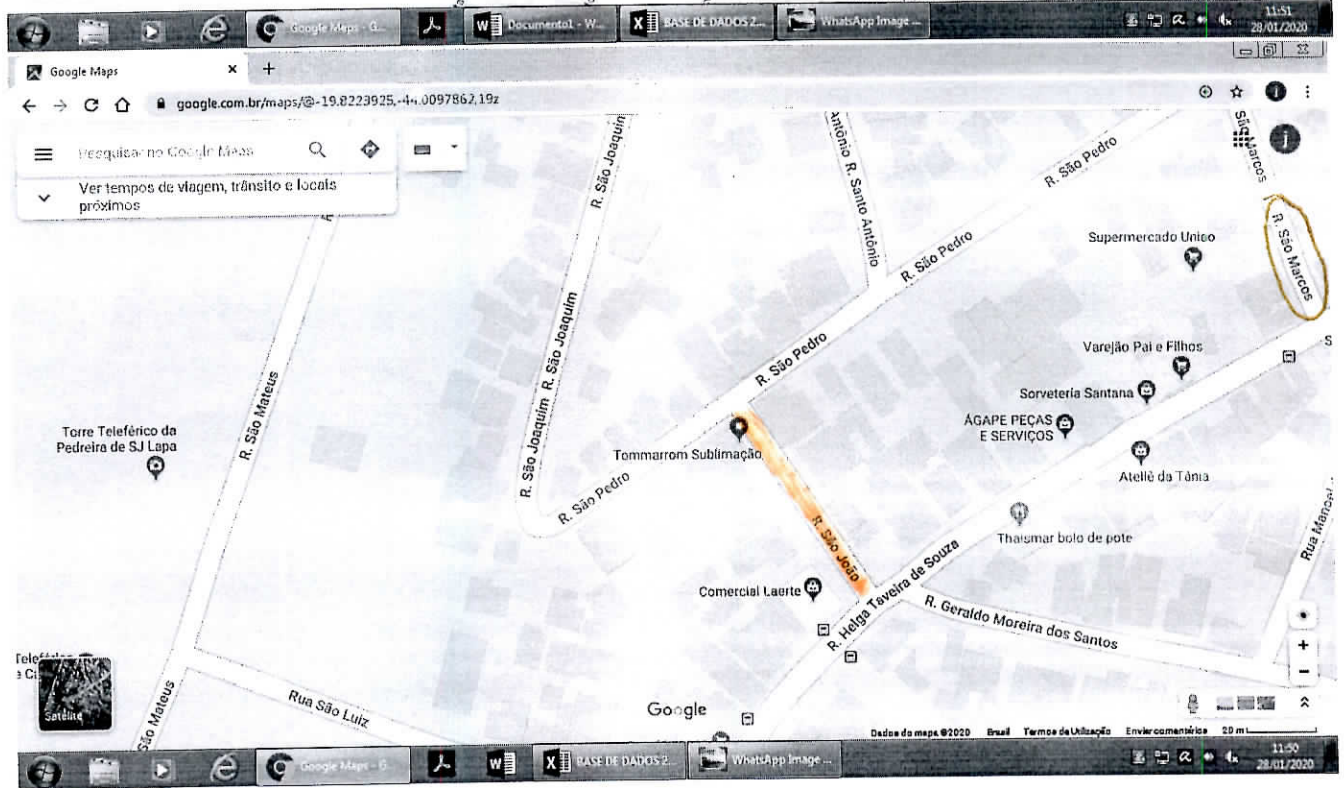 Google Maps - G...
Documento1 - W...
BASE DE DADOS 2...
WhatsApp Image ...
11:51
28/01/2020
Google Maps
google.com.br/maps/@-19.8223925,-44.0097862,19z
Pesquisar no Google Maps
Ver tempos de viagem, trânsito e locais
próximos
R. São Joaquim
Antônio R. Santo Antônio
R. São Pedro
São Marcos
R. São Marcos
Supermercado Unico
R. São Pedro
R. São Joaquim R. São Joaquim
R. São Pedro
Varejão Pai e Filhos
Sorveteria Santana
R. São Mateus
ÁGAPE PEÇAS
E SERVIÇOS
Torre Teleférico da
Pedreira de SJ Lapa
Tommarrom Sublimação
Ateliê da Tânia
R. São Pedro
R. São João
Thaismar bolo de pote
Rua Manoel
Comercial Laerte
R. Helga Taveira de Souza
R. Geraldo Moreira dos Santos
Satélite
São Mateus
Rua São Luiz
Google
Dados do mapa ©2020 Brasil Termos de Utilização Enviar comentários 20 m
Google Maps - G...
BASE DE DADOS 2...
WhatsApp Image ...
11:50
28/01/2020